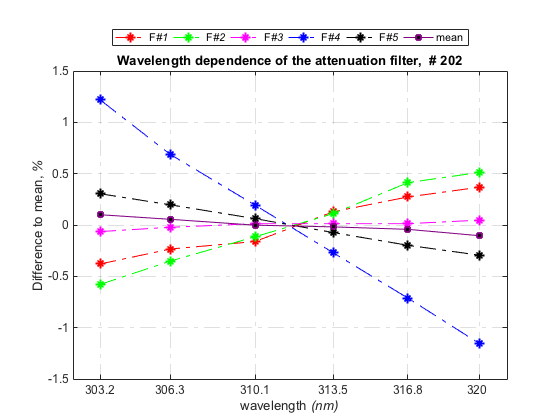 F#1 F#2 F#3 F#4 F#5 mean
Wavelength dependence of the attenuation filter, # 202
1.5
1
0.5
0
-0.5
-1
-1.5
Difference to mean, %
303.2 306.3 310.1 313.5 316.8 320
wavelength (nm)